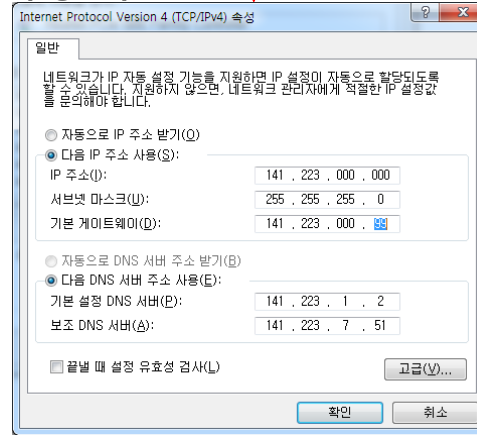 Internet Protocol Version 4 (TCP/IPv4) 속성
일반
네트워크가 IP 자동 설정 기능을 지원하면 IP 설정이 자동으로 할당되도록
할 수 있습니다. 지원하지 않으면, 네트워크 관리자에게 적절한 IP 설정값
을 문의해야 합니다.
자동으로 IP 주소 받기(O)
다음 IP 주소 사용(S):
IP 주소(I): 141 . 223 . 000 . 000
서브넷 마스크(U): 255 . 255 . 255 . 0
기본 게이트웨이(D): 141 . 223 . 000 . 99
자동으로 DNS 서버 주소 받기(B)
다음 DNS 서버 주소 사용(E):
기본 설정 DNS 서버(P): 141 . 223 . 1 . 2
보조 DNS 서버(A): 141 . 223 . 7 . 51
끝낼 때 설정 유효성 검사(L)
고급(V)...
확인 취소